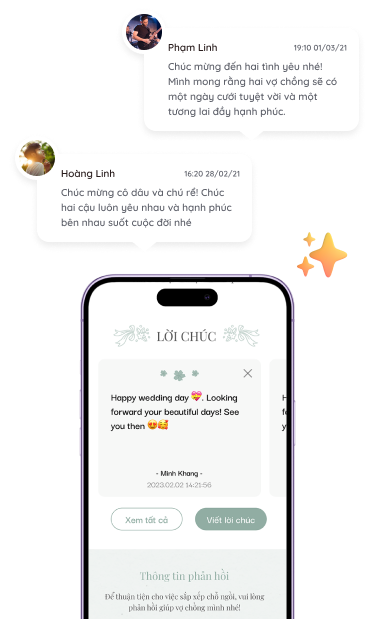 Phạm Linh 19:10 01/03/21
Chúc mừng đến hai tình yêu nhé!
Mình mong rằng hai vợ chồng sẽ có
một ngày cưới tuyệt vời và một
tương lai đầy hạnh phúc.
Hoàng Linh 16:20 28/02/21
Chúc mừng cô dâu và chú rể! Chúc
hai cậu luôn yêu nhau và hạnh phúc
bên nhau suốt cuộc đời nhé
LỜI CHÚC
Happy wedding day 💝. Looking
forward your beautiful days! See
you then 😍🥰
- Minh Khang -
2023.02.02 14:21:56
Xem tất cả Viết lời chúc
Thông tin phản hồi
Để thuận tiện cho việc sắp xếp chỗ ngồi, vui lòng
phản hồi giúp vợ chồng mình nhé!